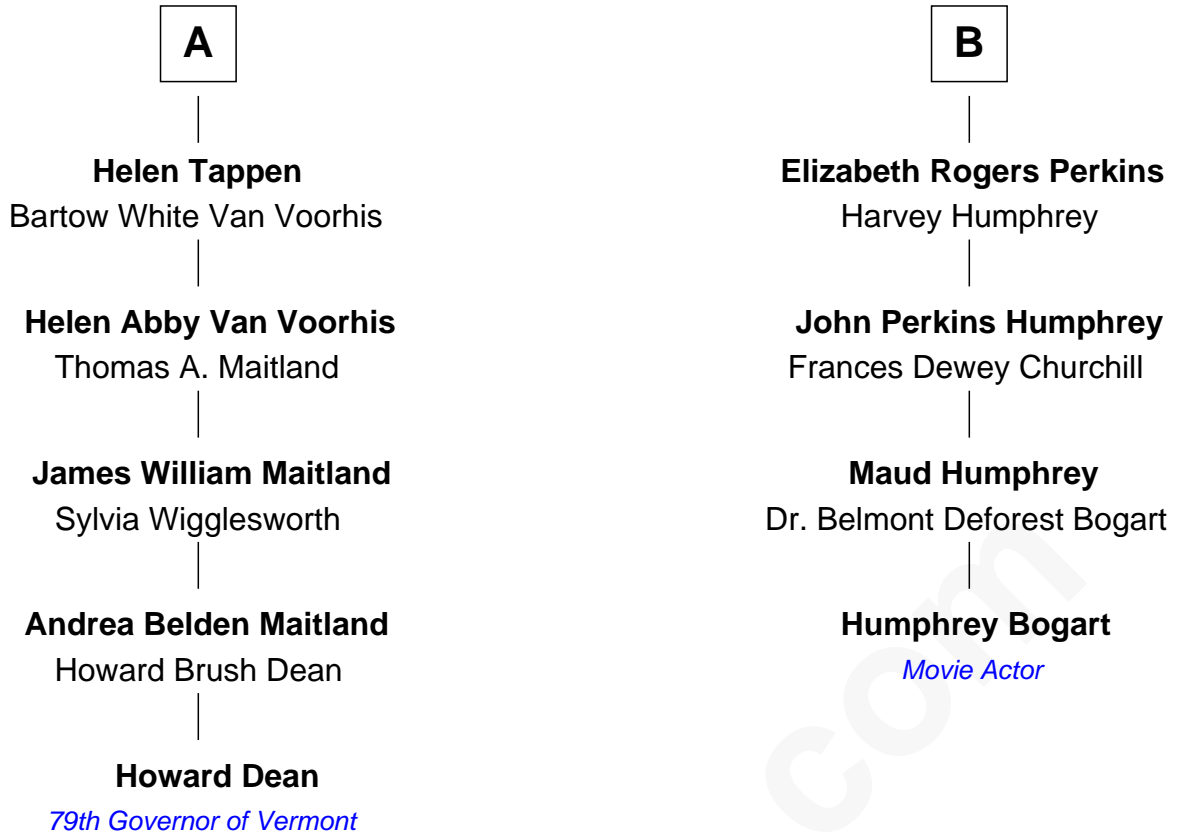 A
Helen Tappen
Bartow White Van Voorhis
Helen Abby Van Voorhis
Thomas A. Maitland
James William Maitland
Sylvia Wigglesworth
Andrea Belden Maitland
Howard Brush Dean
Howard Dean
79th Governor of Vermont
B
Elizabeth Rogers Perkins
Harvey Humphrey
John Perkins Humphrey
Frances Dewey Churchill
Maud Humphrey
Dr. Belmont Deforest Bogart
Humphrey Bogart
Movie Actor
com